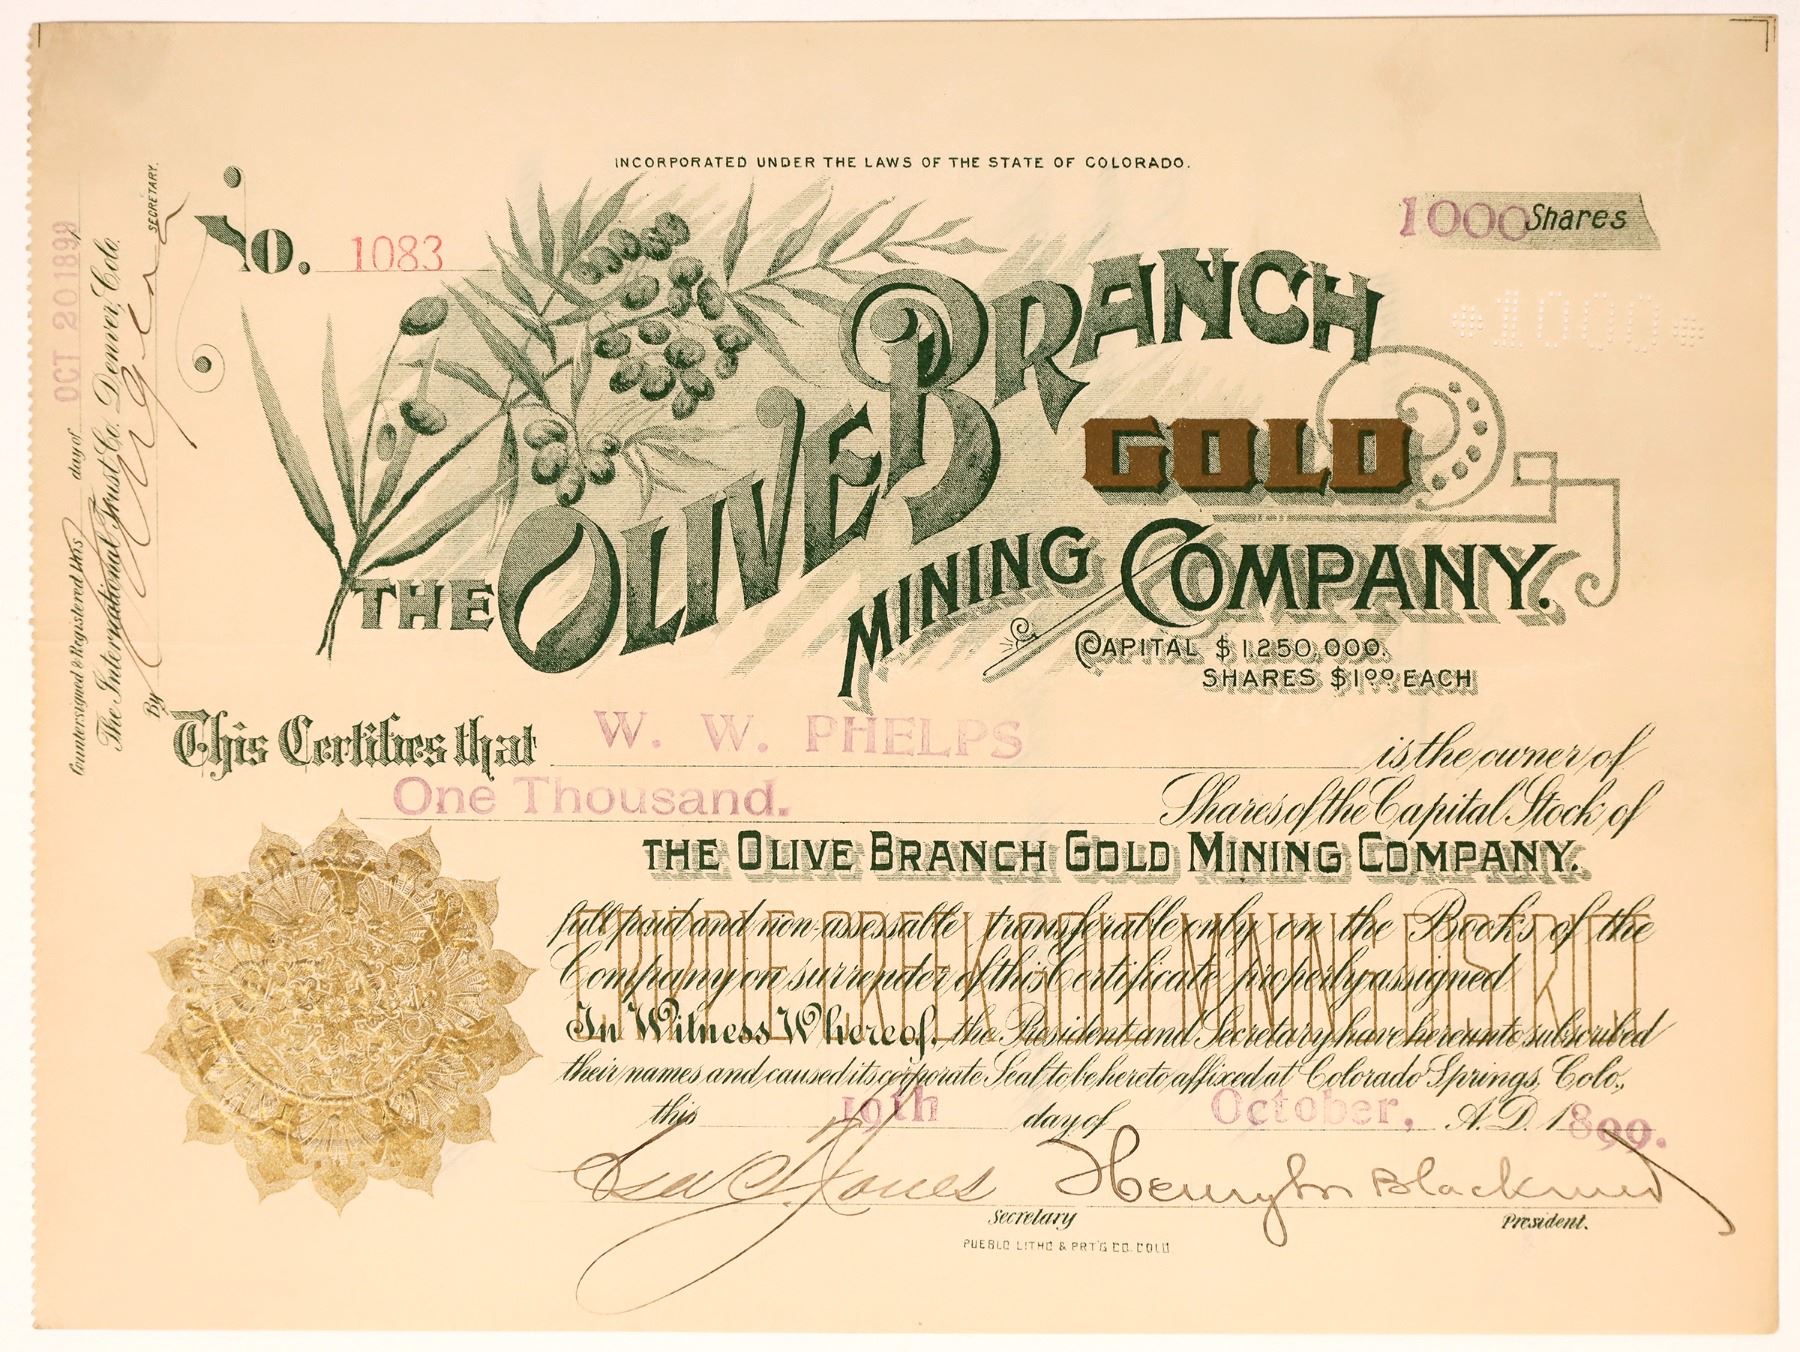 INCORPORATED UNDER THE LAWS OF THE STATE OF COLORADO.
No. 1083
1000 Shares
*1000*
THE OLIVE BRANCH
GOLD
MINING COMPANY.
CAPITAL $1,250,000.
SHARES $1.00 EACH
This Certifies that W. W. PHELPS is the owner of
One Thousand. Shares of the Capital Stock of
THE OLIVE BRANCH GOLD MINING COMPANY.
full paid and non-assessable transferable only on the Books of the
Company on surrender of this Certificate properly assigned
CRIPPLE CREEK GOLD MINING DISTRICT
In Witness Whereof, the President and Secretary have hereunto subscribed
their names and caused its corporate Seal to be hereto affixed at Colorado Springs, Colo.,
this 19th day of October, A.D. 1899.
Jones Henry M Blackmer
Secretary
President.
PUEBLO LITHO & PRT'G CO. COLO
Countersigned & Registered this day of OCT 20 1899
The International Trust Co. Denver, Colo.
By SECRETARY.